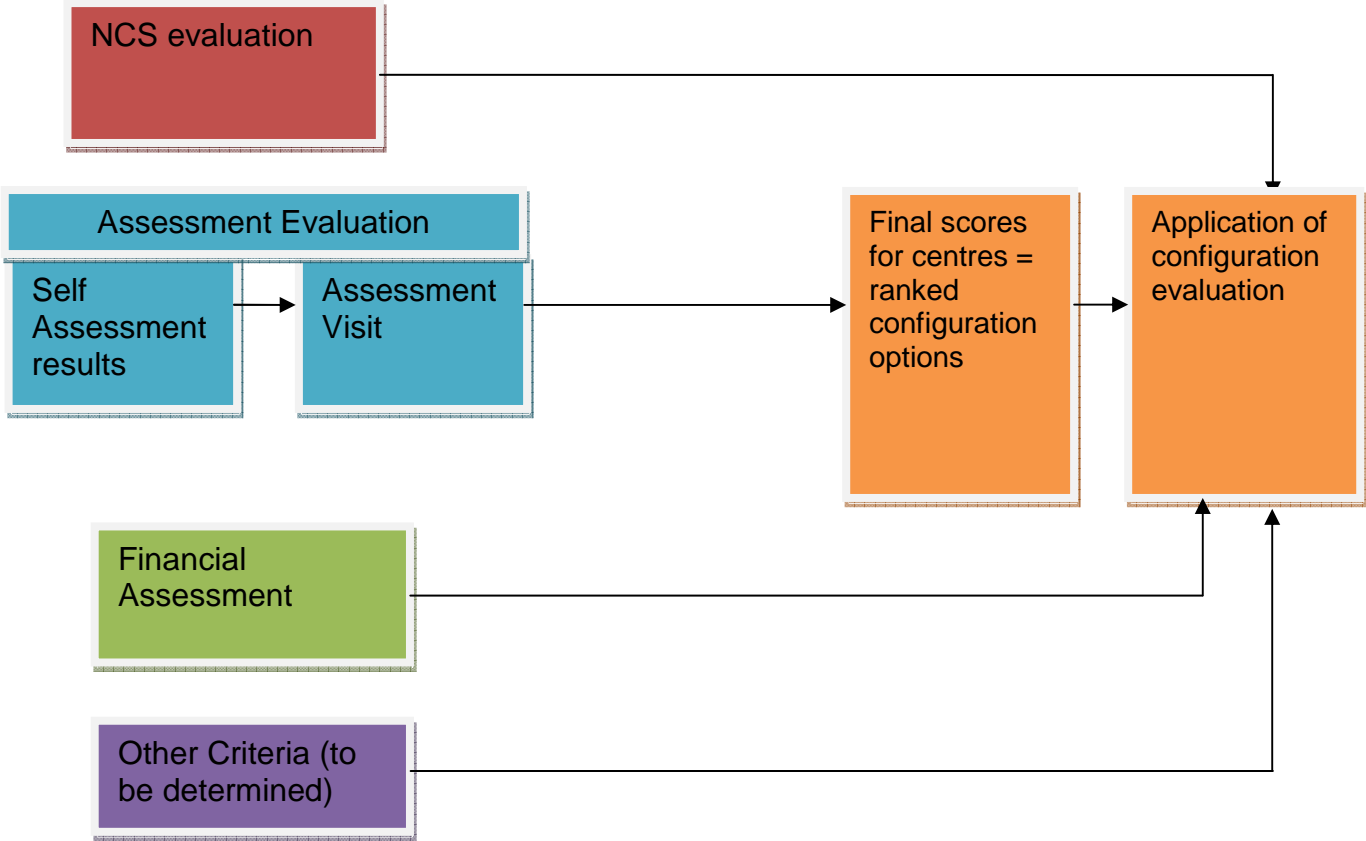 NCS evaluation
Assessment Evaluation
Self
Assessment
results
Assessment
Visit
Final scores
for centres =
ranked
configuration
options
Application of
configuration
evaluation
Financial
Assessment
Other Criteria (to
be determined)